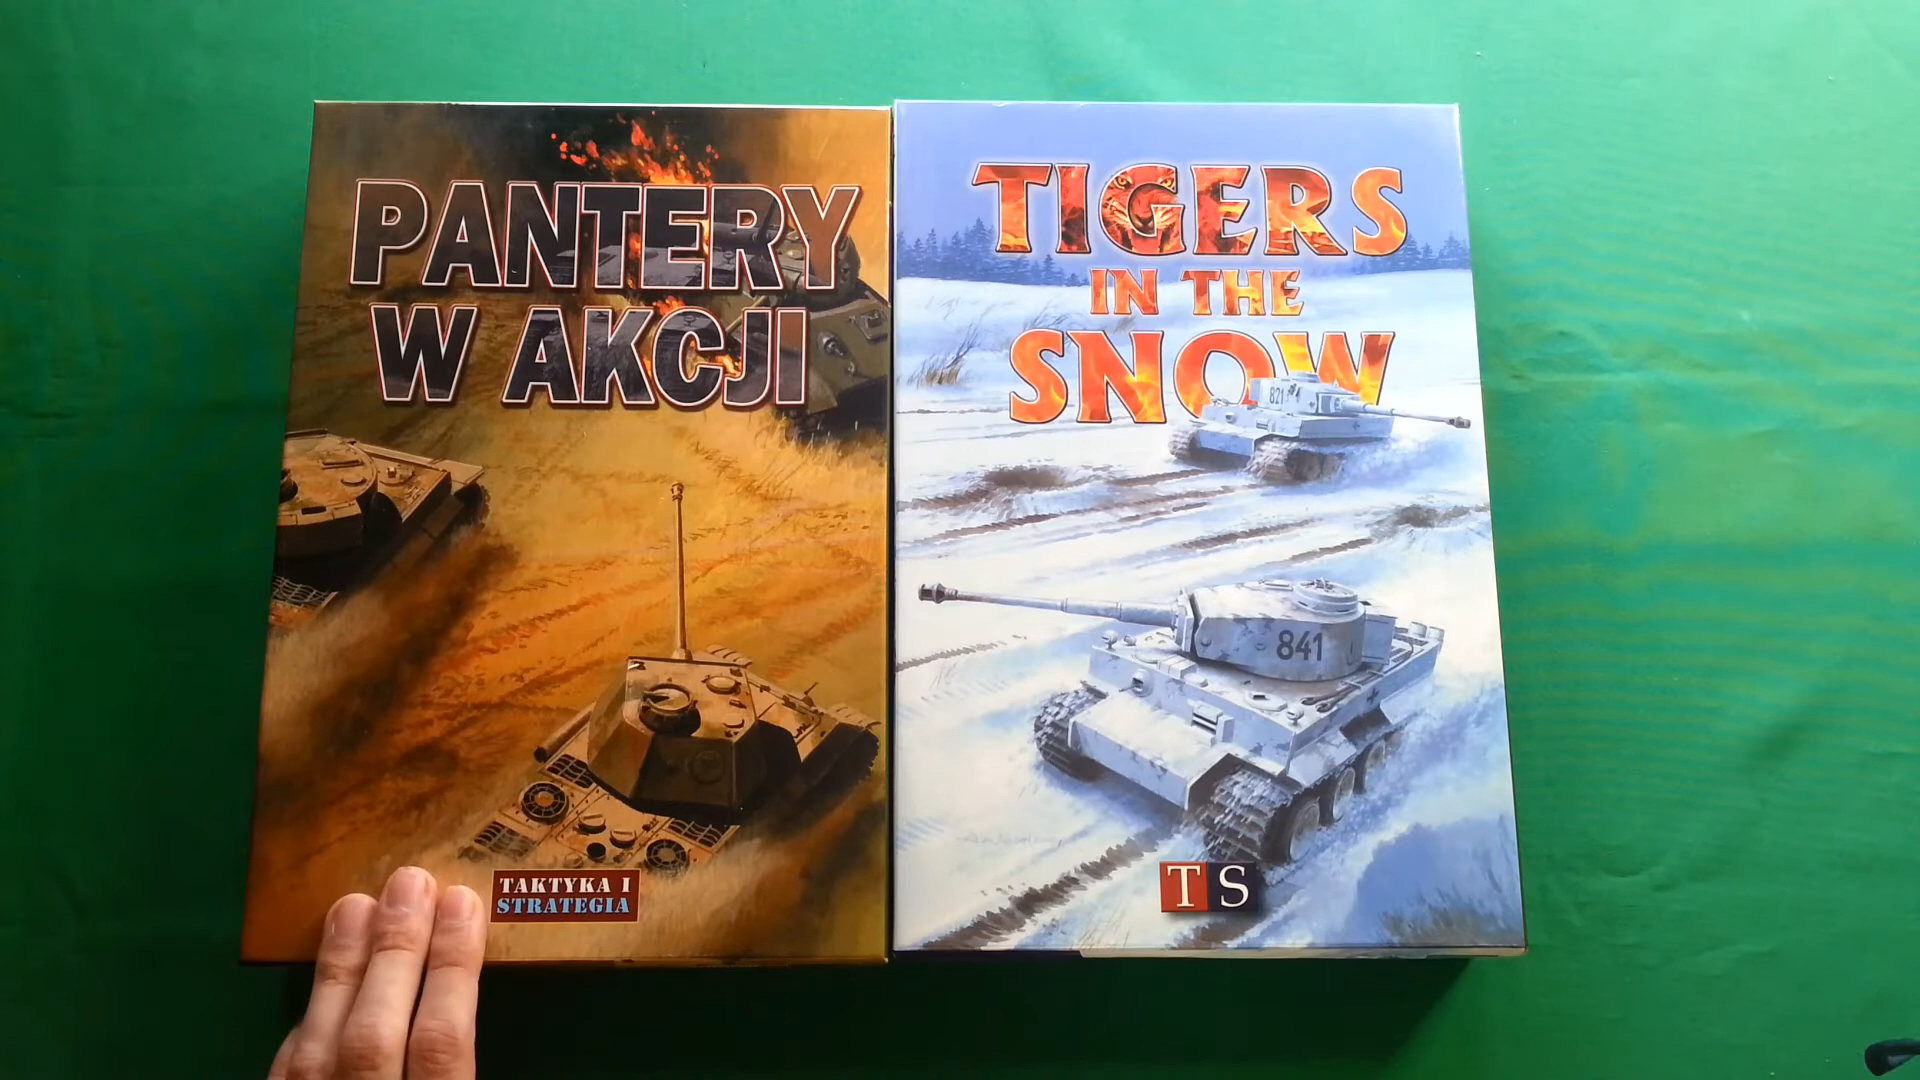 PANTERY
W AKCJI
TAKTYKA I
STRATEGIA
TIGERS
IN THE
SNOW
821
841
TS